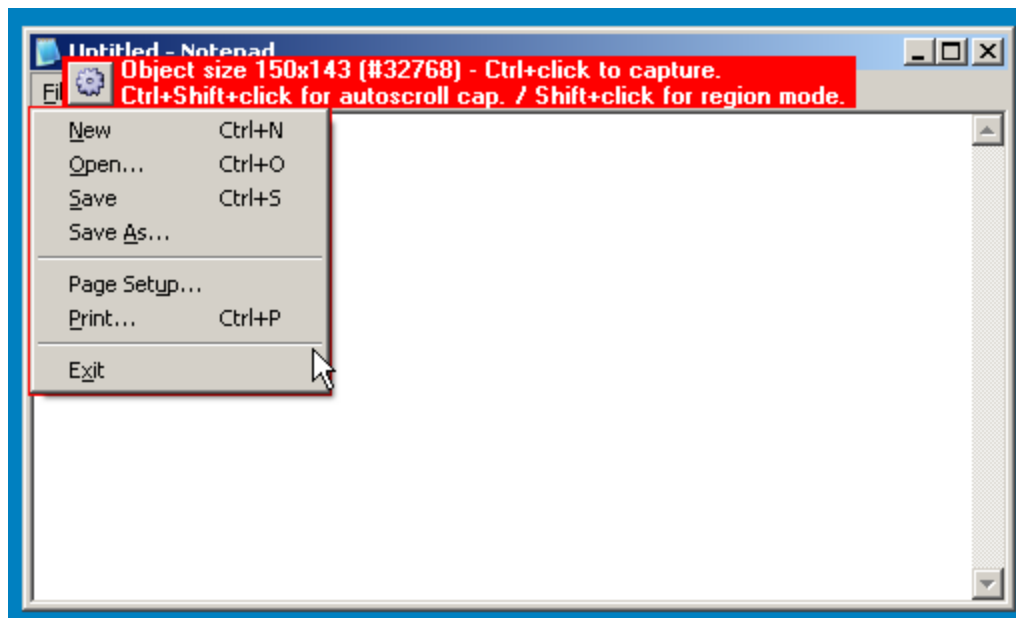 Untitled - Notepad
Object size 150x143 (#32768) - Ctrl+click to capture.
Fil
Ctrl+Shift+click for autoscroll cap. / Shift+click for region mode.
New Ctrl+N
Open... Ctrl+O
Save Ctrl+S
Save As...
Page Setup...
Print... Ctrl+P
Exit